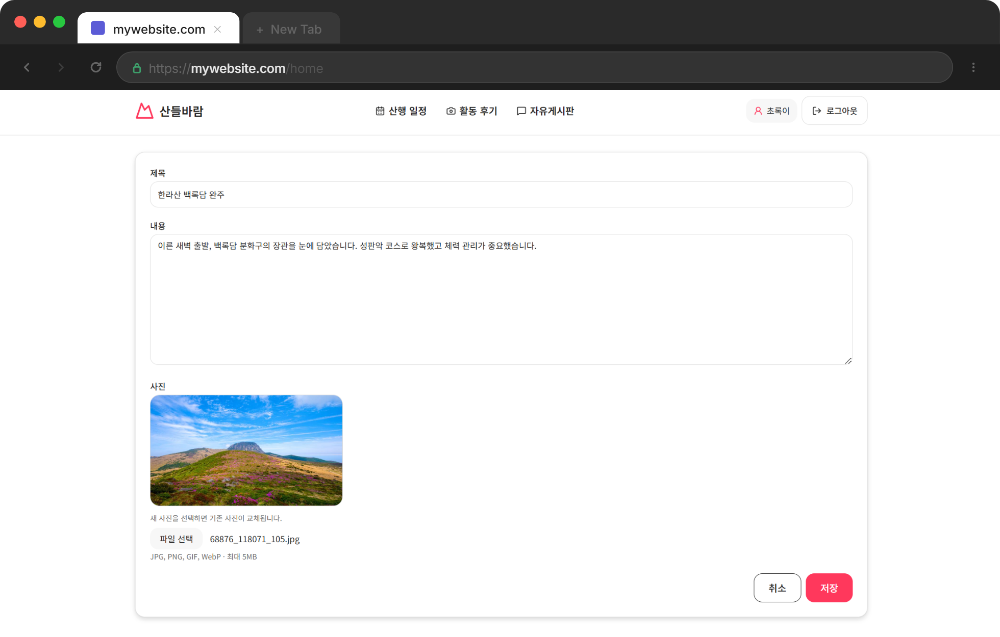 mywebsite.com
+ New Tab
https://mywebsite.com/home
산들바람
산행 일정
활동 후기
자유게시판
초록이
로그아웃
제목
한라산 백록담 완주
내용
이른 새벽 출발, 백록담 분화구의 장관을 눈에 담았습니다. 성판악 코스로 왕복했고 체력 관리가 중요했습니다.
사진
새 사진을 선택하면 기존 사진이 교체됩니다.
파일 선택 68876_118071_105.jpg
JPG, PNG, GIF, WebP · 최대 5MB
취소
저장